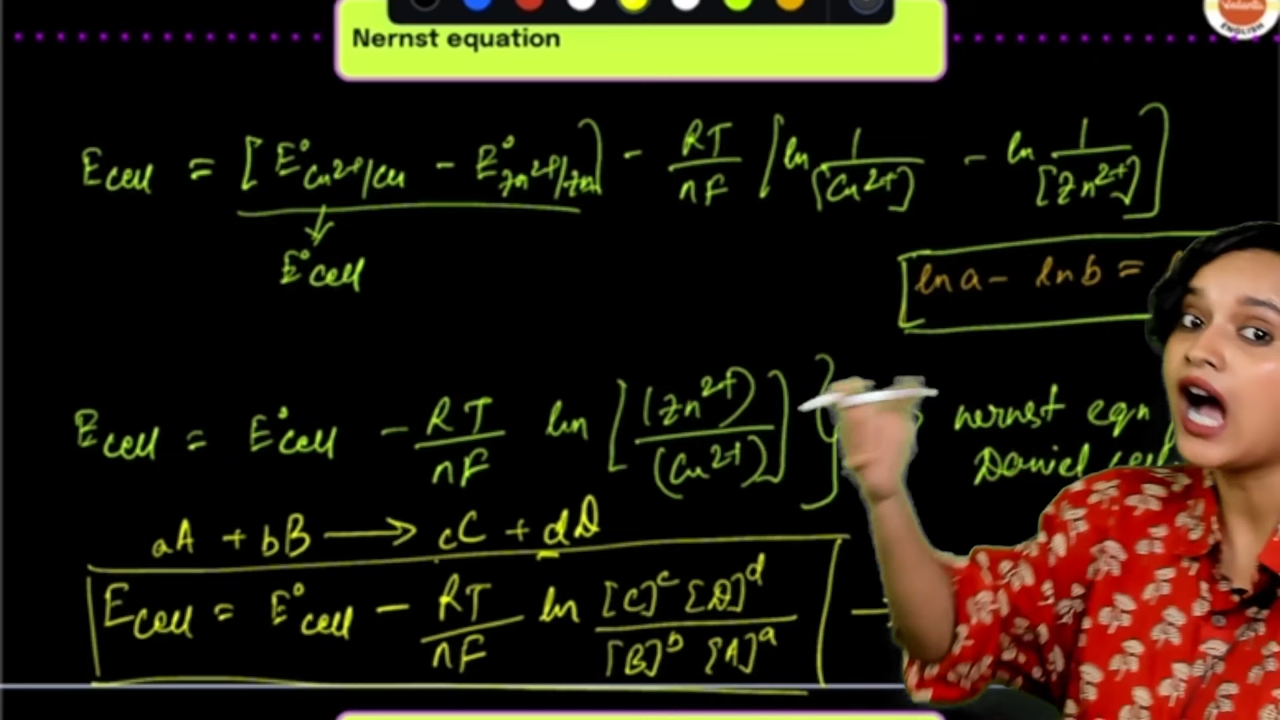 Vedantu
ENGLISH
Nernst equation
Ecell = [E°Cu²⁺/Cu - E°Zn²⁺/Zn] - RT/nF [ln 1/[Cu²⁺] - ln 1/[Zn²⁺]]
E°cell
ln a - ln b =
Ecell = E°cell - RT/nF ln [(Zn²⁺)/(Cu²⁺)]
nernst eqn
Daniel cell
aA + bB → cC + dD
Ecell = E°cell - RT/nF ln [C]ᶜ [D]ᵈ/[B]ᵇ [A]ᵃ →